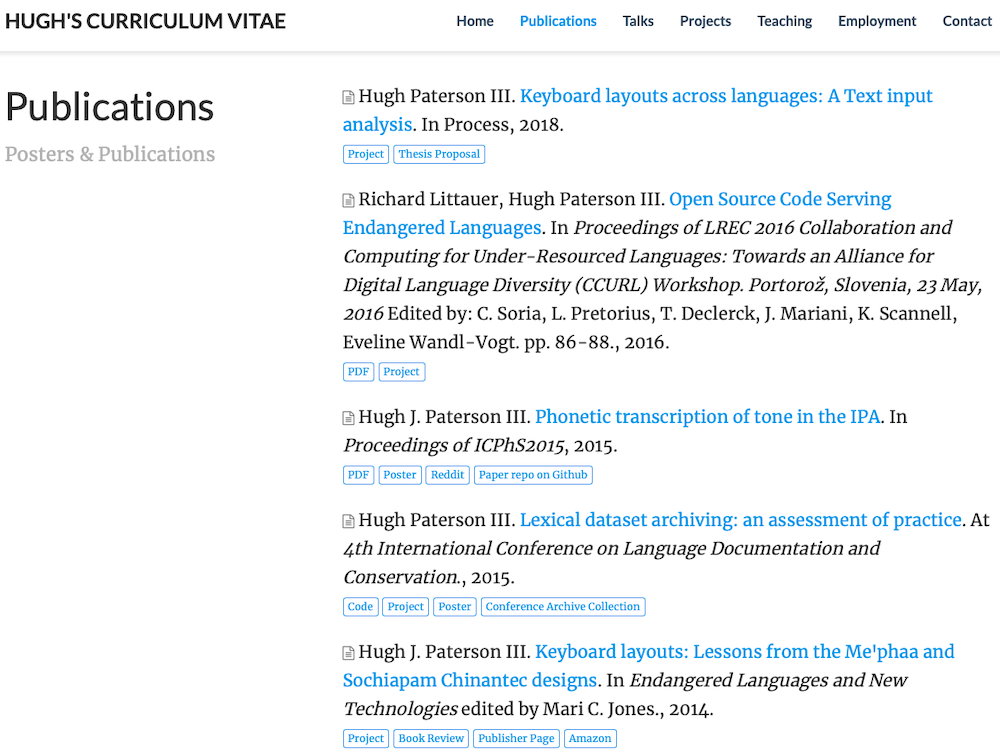 HUGH'S CURRICULUM VITAE
Home Publications Talks Projects Teaching Employment Contact
Publications
Posters & Publications
Hugh Paterson III. Keyboard layouts across languages: A Text input
analysis. In Process, 2018.
Project Thesis Proposal
Richard Littauer, Hugh Paterson III. Open Source Code Serving
Endangered Languages. In Proceedings of LREC 2016 Collaboration and
Computing for Under-Resourced Languages: Towards an Alliance for
Digital Language Diversity (CCURL) Workshop. Portorož, Slovenia, 23 May,
2016 Edited by: C. Soria, L. Pretorius, T. Declerck, J. Mariani, K. Scannell,
Eveline Wandl-Vogt. pp. 86-88., 2016.
PDF Project
Hugh J. Paterson III. Phonetic transcription of tone in the IPA. In
Proceedings of ICPhS2015, 2015.
PDF Poster Reddit Paper repo on Github
Hugh Paterson III. Lexical dataset archiving: an assessment of practice. At
4th International Conference on Language Documentation and
Conservation., 2015.
Code Project Poster Conference Archive Collection
Hugh J. Paterson III. Keyboard layouts: Lessons from the Me'phaa and
Sochiapam Chinantec designs. In Endangered Languages and New
Technologies edited by Mari C. Jones., 2014.
Project Book Review Publisher Page Amazon